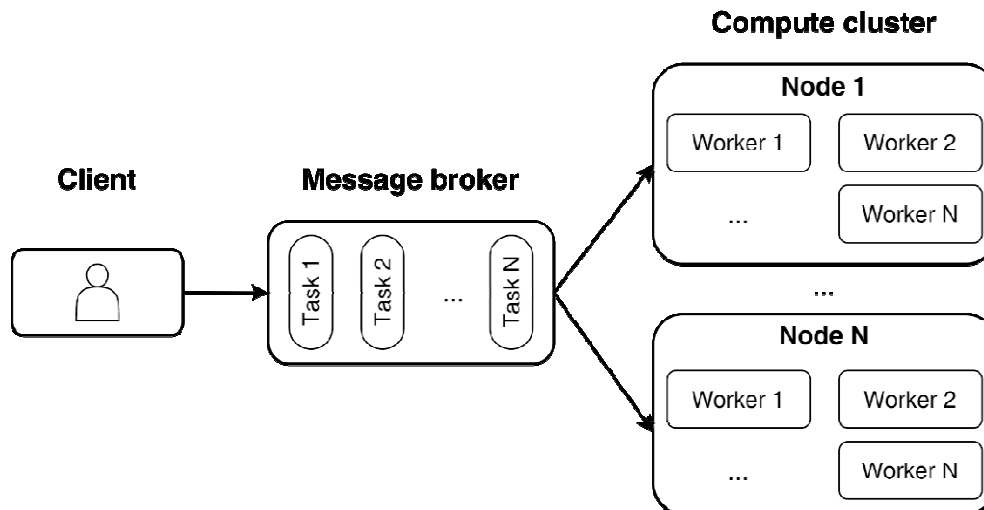 Compute cluster
Node 1
Worker 1
Worker 2
...
Worker N
Client
Message broker
Task 1
Task 2
...
Task N
...
Node N
Worker 1
Worker 2
...
Worker N